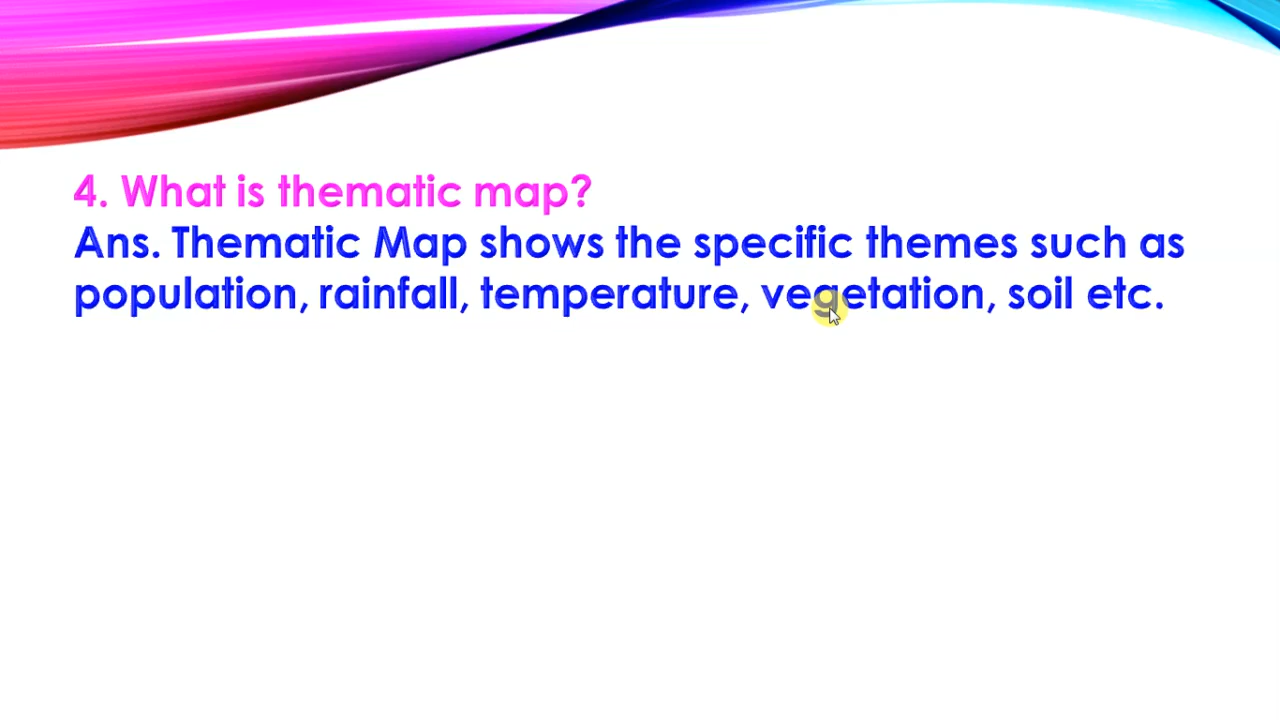 4. What is thematic map?
Ans. Thematic Map shows the specific themes such as
population, rainfall, temperature, vegetation, soil etc.